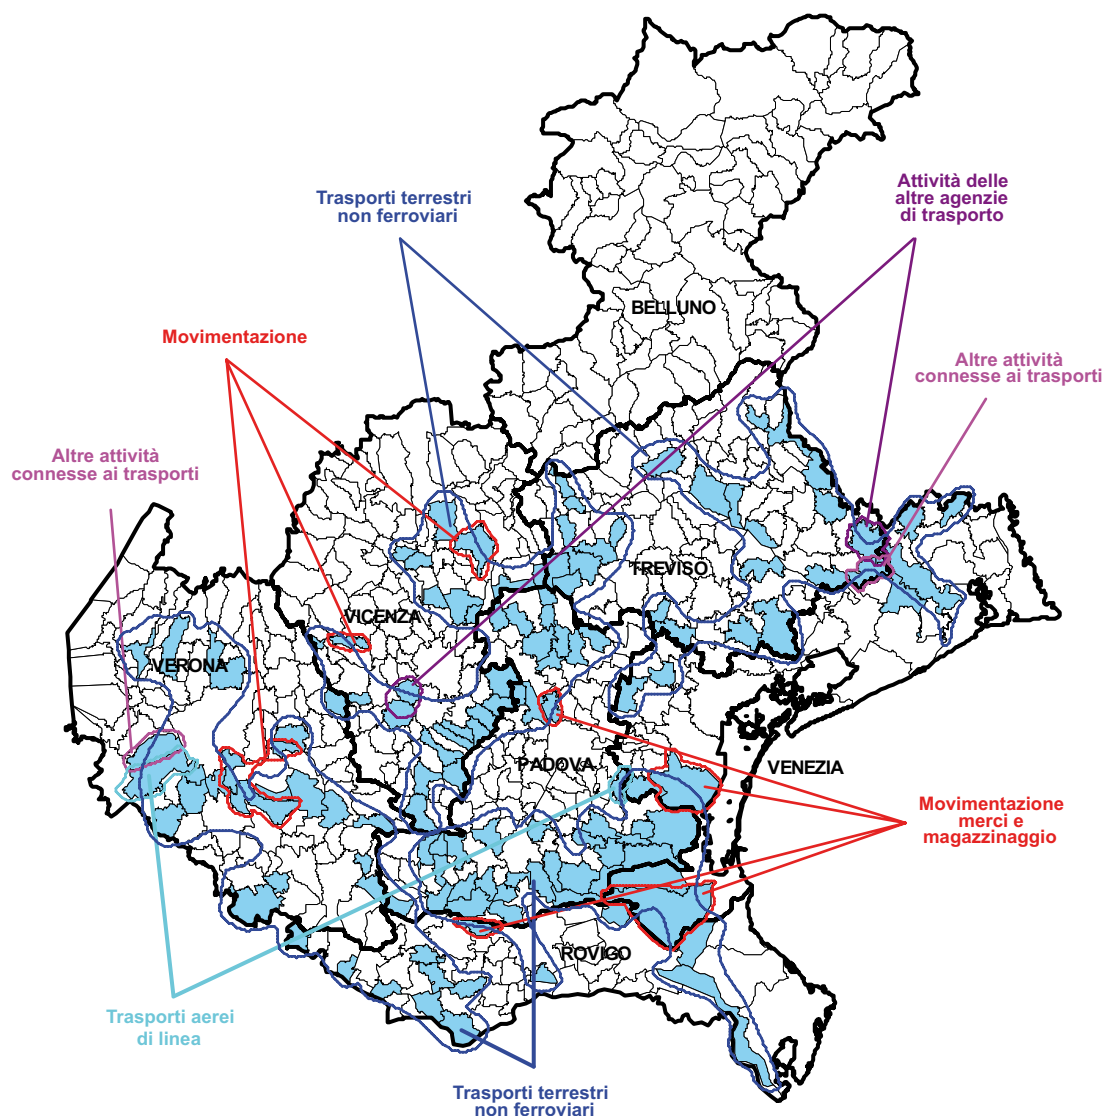 Attività delle
altre agenzie
di trasporto
Trasporti terrestri
non ferroviari
BELLUNO
Movimentazione
Altre attività
connesse ai trasporti
Altre attività
connesse ai trasporti
TREVISO
VICENZA
VERONA
PADOVA
VENEZIA
Movimentazione
merci e
magazzinaggio
ROVIGO
Trasporti aerei
di linea
Trasporti terrestri
non ferroviari